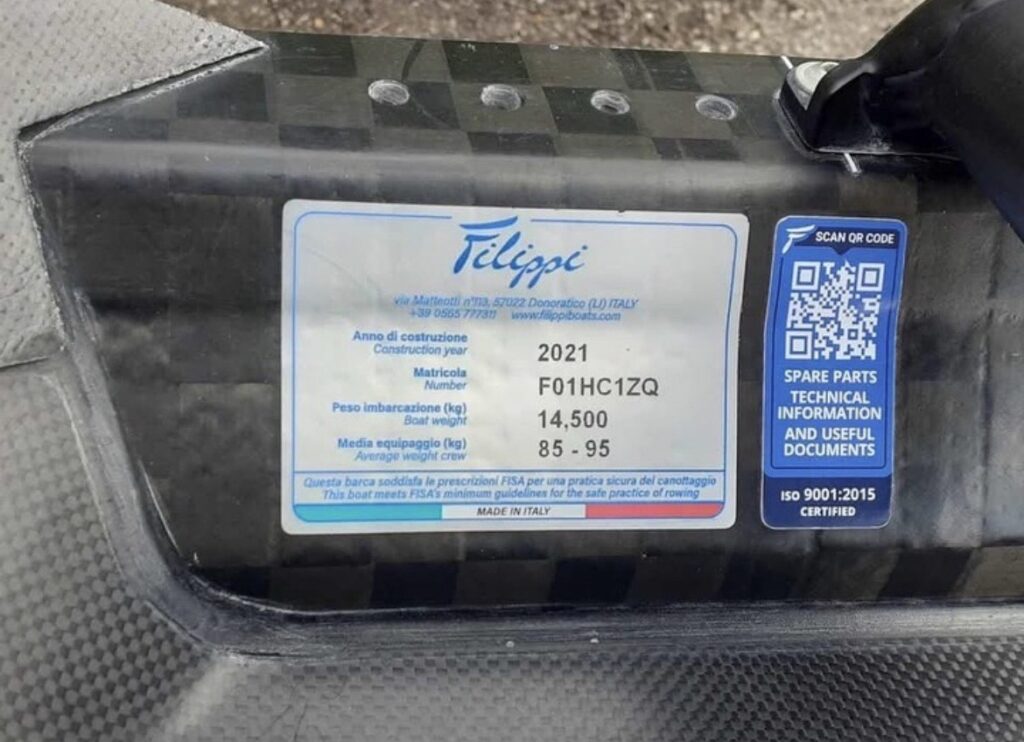 Filippi
via Matteotti n°113, 57022 Donoratico (LI) ITALY
+39 0565 777311 www.filippiboats.com
Anno di costruzione
Construction year
2021
Matricola
Number
F01HC1ZQ
Peso imbarcazione (kg)
Boat weight
14,500
Media equipaggio (kg)
Average weight crew
85 - 95
Questa barca soddisfa le prescrizioni FISA per una pratica sicura del canottaggio
This boat meets FISA's minimum guidelines for the safe practice of rowing
MADE IN ITALY
F SCAN QR CODE
SPARE PARTS
TECHNICAL
INFORMATION
AND USEFUL
DOCUMENTS
ISO 9001:2015
CERTIFIED